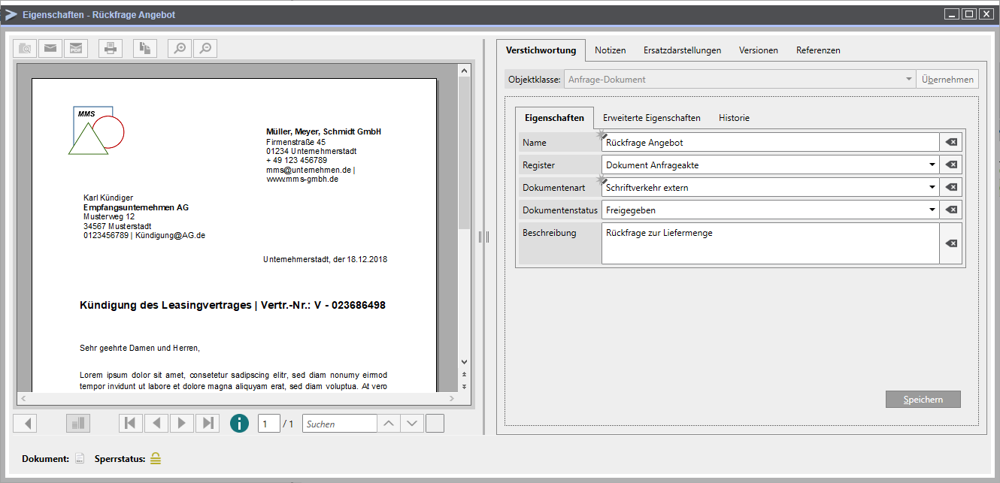 Eigenschaften - Rückfrage Angebot
PDF
MMS
Müller, Meyer, Schmidt GmbH
Firmenstraße 45
01234 Unternehmerstadt
+ 49 123 456789
mms@unternehmen.de |
www.mms-gmbh.de
Karl Kündiger
Empfangsunternehmen AG
Musterweg 12
34567 Musterstadt
0123456789 | Kündigung@AG.de
Unternehmerstadt, der 18.12.2018
Kündigung des Leasingvertrages | Vertr.-Nr.: V - 023686498
Sehr geehrte Damen und Herren,
Lorem ipsum dolor sit amet, consetetur sadipscing elitr, sed diam nonumy eirmod
tempor invidunt ut labore et dolore magna aliquyam erat, sed diam voluptua. At vero
1 / 1 Suchen
Dokument: Sperrstatus:
Verstichwortung Notizen Ersatzdarstellungen Versionen Referenzen
Objektklasse: Anfrage-Dokument Übernehmen
Eigenschaften Erweiterte Eigenschaften Historie
Name Rückfrage Angebot
Register Dokument Anfrageakte
Dokumentenart Schriftverkehr extern
Dokumentenstatus Freigegeben
Beschreibung Rückfrage zur Liefermenge
Speichern